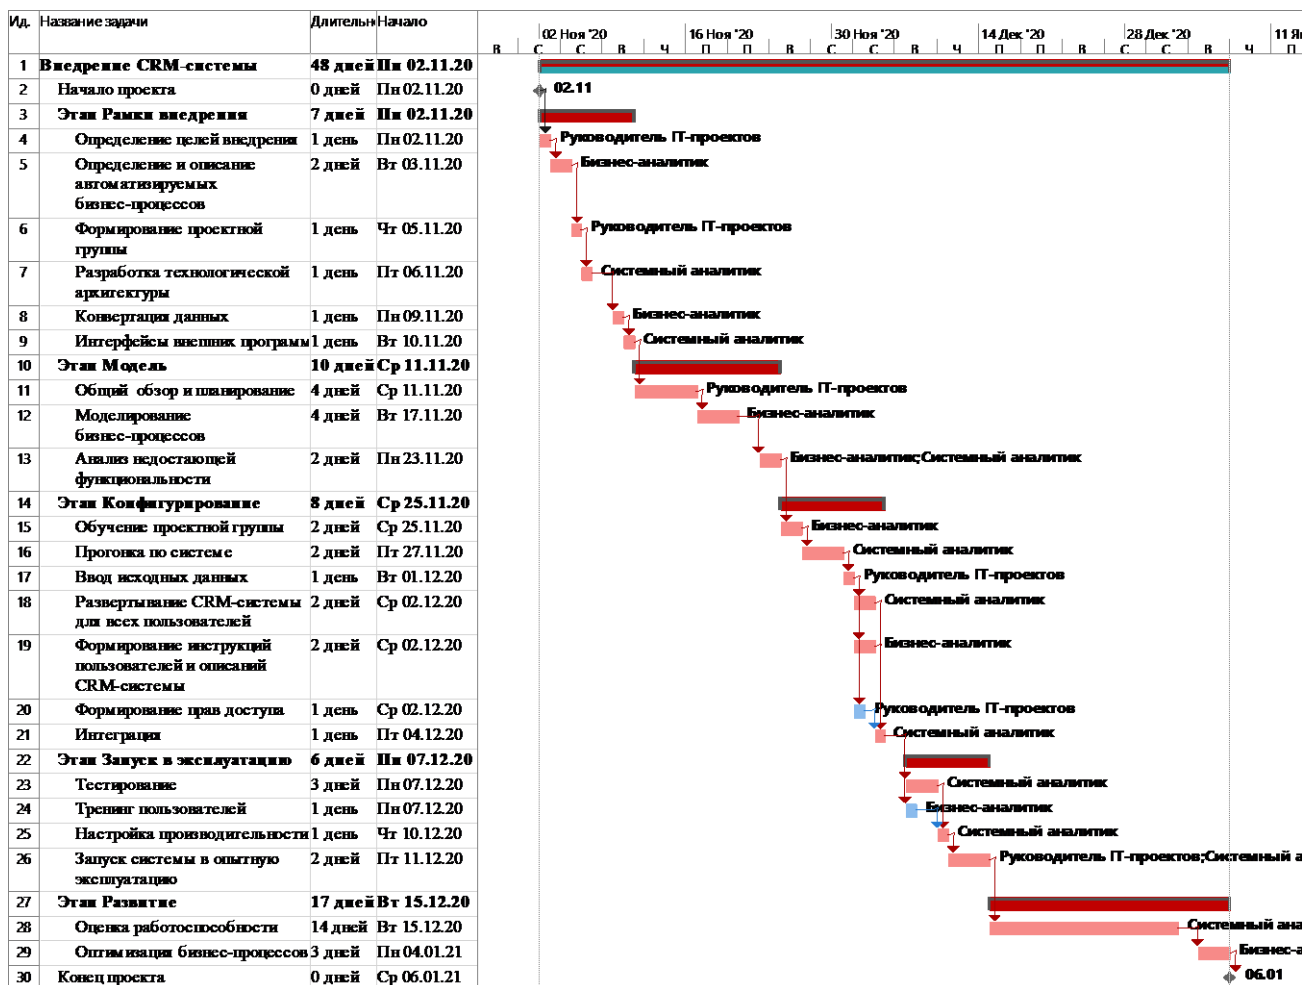 Ид. Название задачи Длительн Начало
02 Ноя '20 16 Ноя '20 30 Ноя '20 14 Дек '20 28 Дек '20 11 Ян
В С С В Ч П П В С С В Ч П П В С С В Ч П
1 Внедрение CRM-системы 48 дней Пн 02.11.20
2 Начало проекта 0 дней Пн 02.11.20 02.11
3 Этап Рамки внедрения 7 дней Пн 02.11.20
4 Определение целей внедрения 1 день Пн 02.11.20 Руководитель IT-проектов
5 Определение и описание 2 дней Вт 03.11.20 Бизнес-аналитик
автоматизируемых
бизнес-процессов
6 Формирование проектной 1 день Чт 05.11.20 Руководитель IT-проектов
группы
7 Разработка технологической 1 день Пт 06.11.20 Системный аналитик
архитектуры
8 Конвертация данных 1 день Пн 09.11.20 Бизнес-аналитик
9 Интерфейсы внешних программ 1 день Вт 10.11.20 Системный аналитик
10 Этап Модель 10 дней Ср 11.11.20
11 Общий обзор и планирование 4 дней Ср 11.11.20 Руководитель IT-проектов
12 Моделирование 4 дней Вт 17.11.20 Бизнес-аналитик
бизнес-процессов
13 Анализ недостающей 2 дней Пн 23.11.20 Бизнес-аналитик;Системный аналитик
функциональности
14 Этап Конфигурирование 8 дней Ср 25.11.20
15 Обучение проектной группы 2 дней Ср 25.11.20 Бизнес-аналитик
16 Прогонка по системе 2 дней Пт 27.11.20 Системный аналитик
17 Ввод исходных данных 1 день Вт 01.12.20 Руководитель IT-проектов
18 Развертывание CRM-системы 2 дней Ср 02.12.20 Системный аналитик
для всех пользователей
19 Формирование инструкций 2 дней Ср 02.12.20 Бизнес-аналитик
пользователей и описаний
CRM-системы
20 Формирование прав доступа 1 день Ср 02.12.20 Руководитель IT-проектов
21 Интеграция 1 день Пт 04.12.20 Системный аналитик
22 Этап Запуск в эксплуатацию 6 дней Пн 07.12.20
23 Тестирование 3 дней Пн 07.12.20 Системный аналитик
24 Тренинг пользователей 1 день Пн 07.12.20 Бизнес-аналитик
25 Настройка производительности 1 день Чт 10.12.20 Системный аналитик
26 Запуск системы в опытную 2 дней Пт 11.12.20 Руководитель IT-проектов;Системный а
эксплуатацию
27 Этап Развитие 17 дней Вт 15.12.20
28 Оценка работоспособности 14 дней Вт 15.12.20 Системный ана
29 Оптимизация бизнес-процессов 3 дней Пн 04.01.21 Бизнес-а
30 Конец проекта 0 дней Ср 06.01.21 06.01